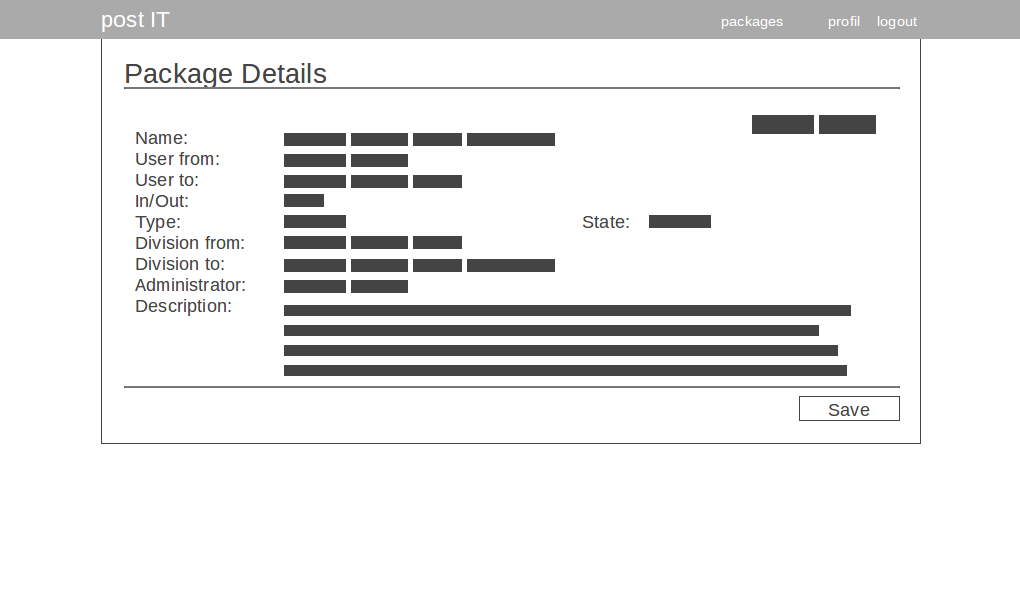 post IT packages profil logout
Package Details
Name:
User from:
User to:
In/Out:
Type: State:
Division from:
Division to:
Administrator:
Description:
Save